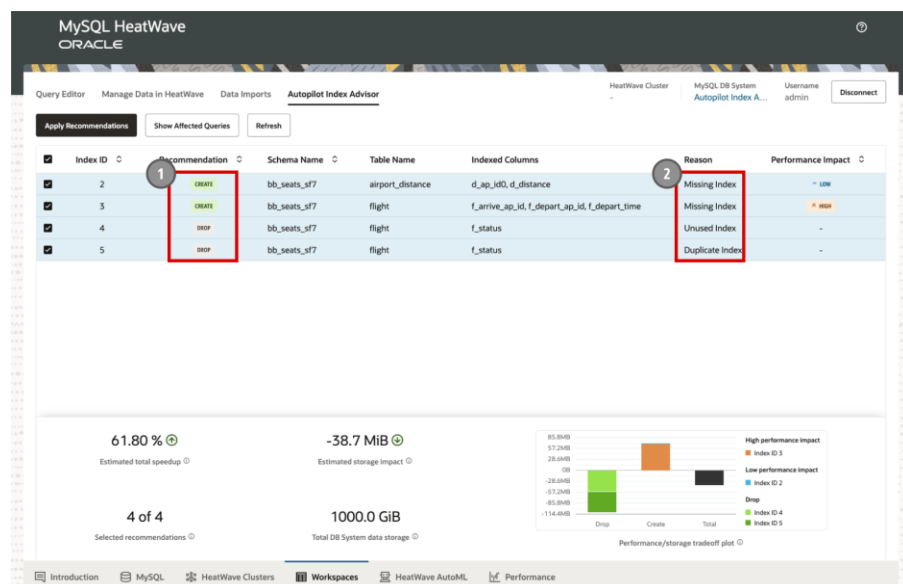 MySQL HeatWave
ORACLE
Query Editor Manage Data in HeatWave Data Imports Autopilot Index Advisor
HeatWave Cluster MySQL DB System Username
- Autopilot Index A... admin Disconnect
Apply Recommendations Show Affected Queries Refresh
Index ID Recommendation Schema Name Table Name Indexed Columns Reason Performance Impact
1 2
2 CREATE bb_seats_sf7 airport_distance d_ap_id0, d_distance Missing Index LOW
3 CREATE bb_seats_sf7 flight f_arrive_ap_id, f_depart_ap_id, f_depart_time Missing Index HIGH
4 DROP bb_seats_sf7 flight f_status Unused Index -
5 DROP bb_seats_sf7 flight f_status Duplicate Index -
61.80 %
Estimated total speedup
-38.7 MiB
Estimated storage impact
4 of 4
Selected recommendations
1000.0 GiB
Total DB System data storage
85.8MB
57.2MB
28.6MB
0B
-28.6MB
-57.2MB
-85.8MB
-114.4MB
Drop Create Total
High performance impact
Index ID 3
Low performance impact
Index ID 2
Drop
Index ID 4
Index ID 5
Performance/storage tradeoff plot
Introduction MySQL HeatWave Clusters Workspaces HeatWave AutoML Performance